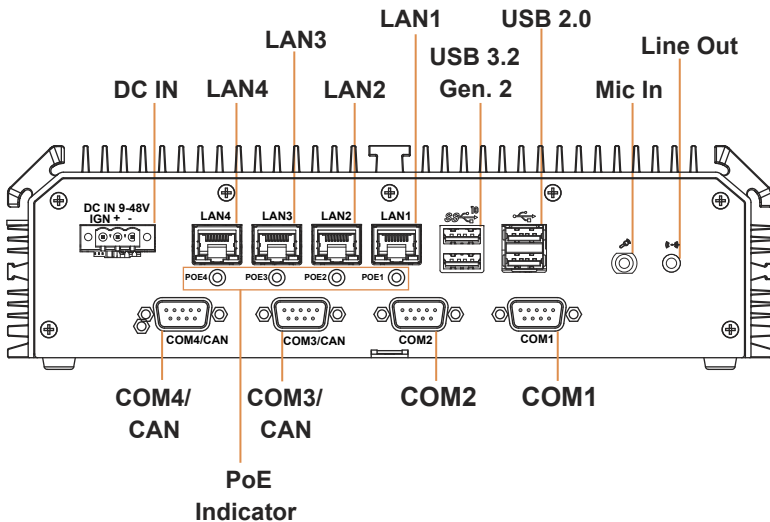 LAN1
USB 2.0
LAN3
USB 3.2
Gen. 2
Line Out
DC IN
LAN4
LAN2
Mic In
DC IN 9-48V
IGN + -
LAN4
LAN3
LAN2
LAN1
SS 10
POE4
POE3
POE2
POE1
COM4/CAN
COM3/CAN
COM2
COM1
COM4/
CAN
COM3/
CAN
COM2
COM1
PoE
Indicator